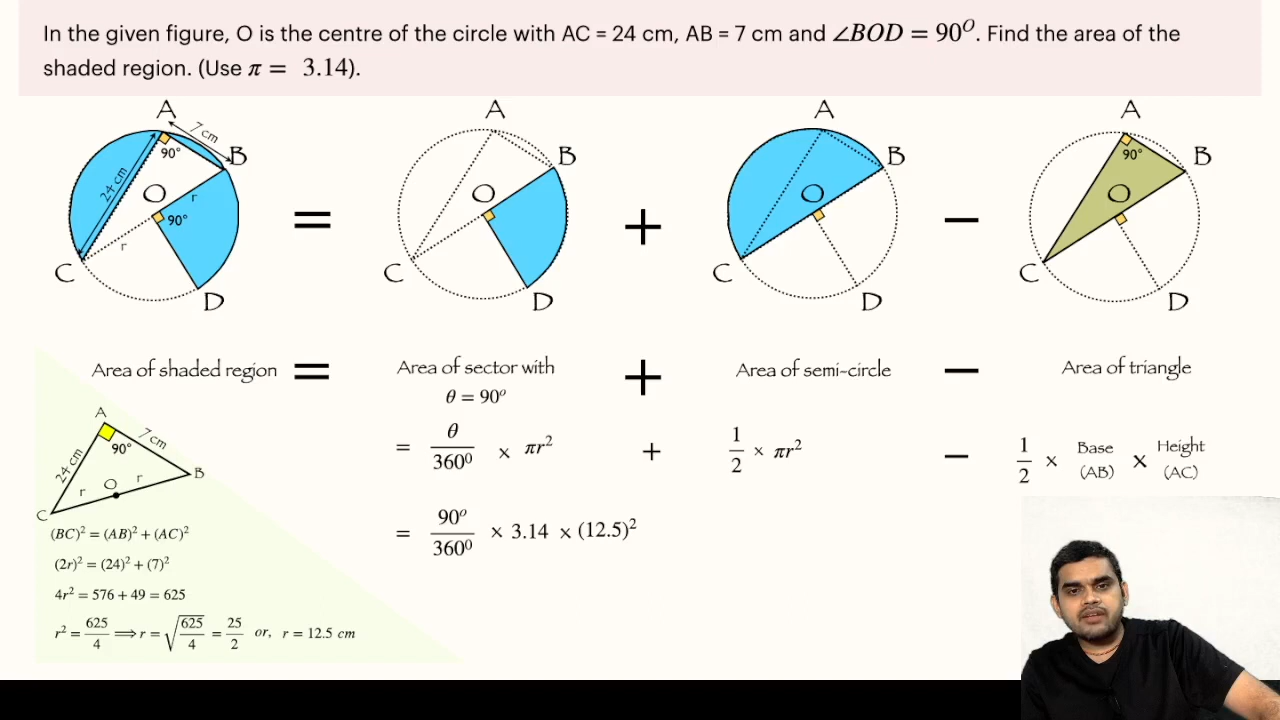 In the given figure, O is the centre of the circle with AC = 24 cm, AB = 7 cm and ∠BOD = 90⁰. Find the area of the
shaded region. (Use π = 3.14).
A
7 cm
90°
B
24 cm
O
r
90°
r
C
D
=
A
B
O
C
D
+
A
B
O
C
D
−
A
90°
B
O
C
D
Area of shaded region = Area of sector with θ = 90⁰ + Area of semi-circle − Area of triangle
= θ/360⁰ × πr² + 1/2 × πr² − 1/2 × Base (AB) × Height (AC)
= 90⁰/360⁰ × 3.14 × (12.5)²
A
7 cm
90°
24 cm
B
O
r
r
C
(BC)² = (AB)² + (AC)²
(2r)² = (24)² + (7)²
4r² = 576 + 49 = 625
r² = 625/4 ⟹ r = √(625/4) = 25/2 or, r = 12.5 cm